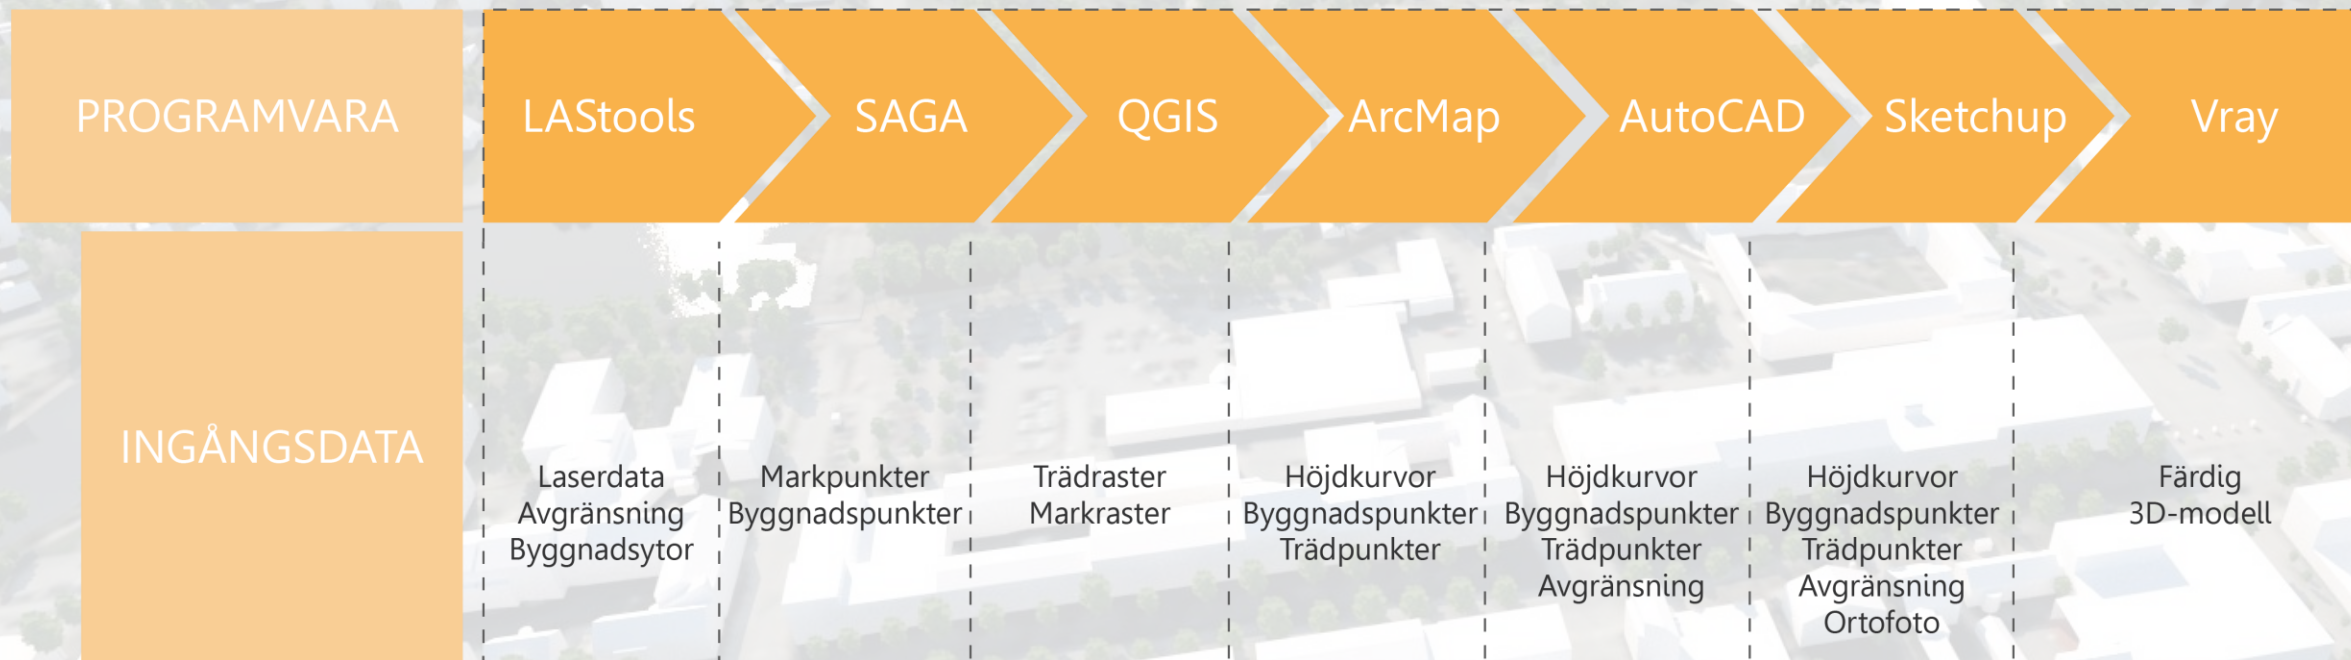 PROGRAMVARA
LAStools
SAGA
QGIS
ArcMap
AutoCAD
Sketchup
Vray
INGÅNGSDATA
Laserdata
Avgränsning
Byggnadsytor
Markpunkter
Byggnadspunkter
Trädraster
Markraster
Höjdkurvor
Byggnadspunkter
Trädpunkter
Höjdkurvor
Byggnadspunkter
Trädpunkter
Avgränsning
Höjdkurvor
Byggnadspunkter
Trädpunkter
Avgränsning
Ortofoto
Färdig
3D-modell